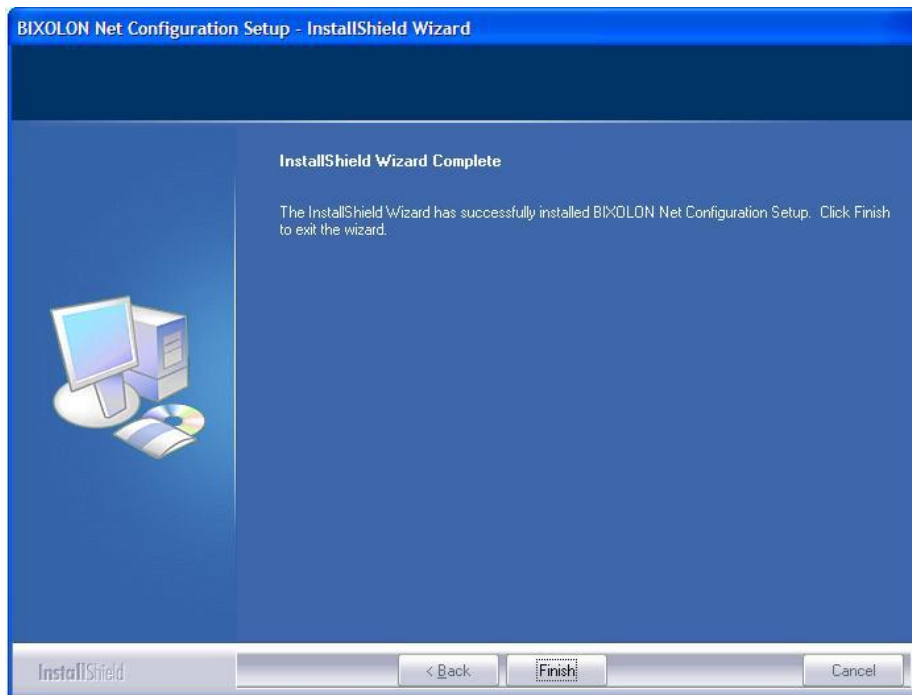 BIXOLON Net Configuration Setup - InstallShield Wizard
InstallShield Wizard Complete
The InstallShield Wizard has successfully installed BIXOLON Net Configuration Setup. Click Finish
to exit the wizard.
InstallShield
< Back
Finish
Cancel